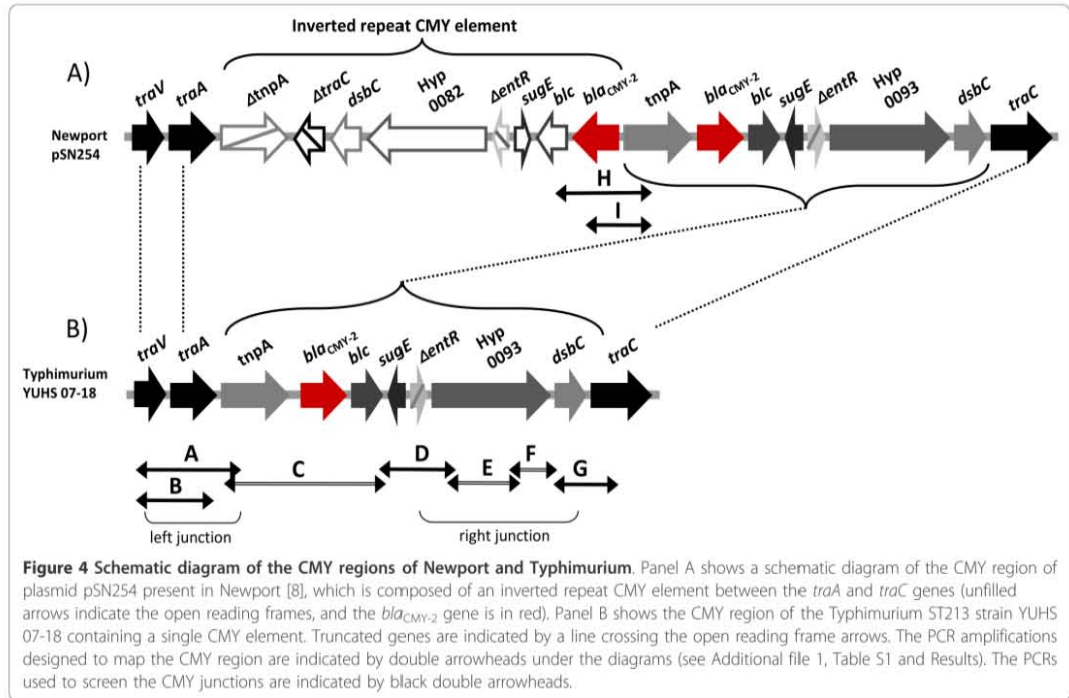 Inverted repeat CMY element
A)
traV traA ΔtnpA ΔtraC dsbC Hyp 0082 ΔentR sugE blc blaCMY-2 tnpA blaCMY-2 blc sugE ΔentR Hyp 0093 dsbC traC
Newport
pSN254
H
I
B)
traV traA tnpA blaCMY-2 blc sugE ΔentR Hyp 0093 dsbC traC
Typhimurium
YUHS 07-18
A C D E F G
B
left junction right junction
Figure 4 Schematic diagram of the CMY regions of Newport and Typhimurium. Panel A shows a schematic diagram of the CMY region of
plasmid pSN254 present in Newport [8], which is composed of an inverted repeat CMY element between the traA and traC genes (unfilled
arrows indicate the open reading frames, and the blaCMY-2 gene is in red). Panel B shows the CMY region of the Typhimurium ST213 strain YUHS
07-18 containing a single CMY element. Truncated genes are indicated by a line crossing the open reading frame arrows. The PCR amplifications
designed to map the CMY region are indicated by double arrowheads under the diagrams (see Additional file 1, Table S1 and Results). The PCRs
used to screen the CMY junctions are indicated by black double arrowheads.